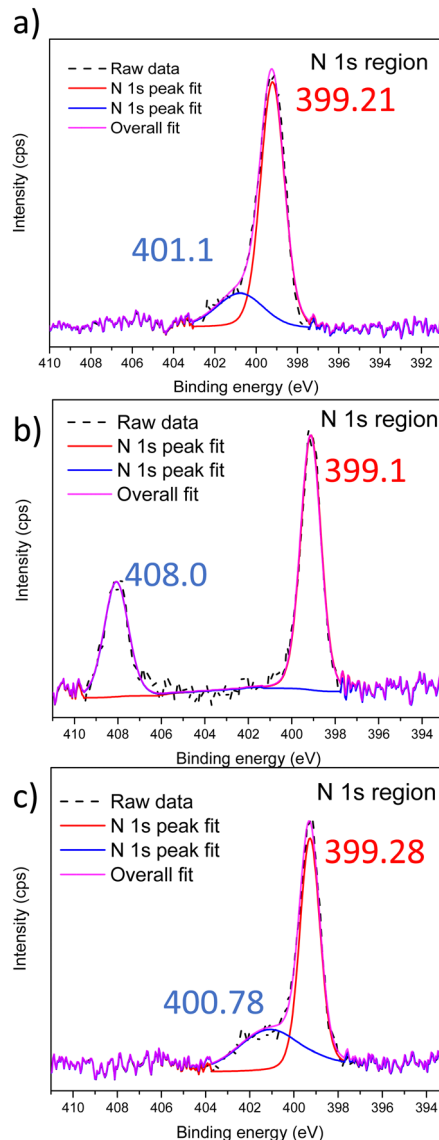 a)
N 1s region
Raw data
N 1s peak fit
N 1s peak fit
Overall fit
399.21
401.1
Intensity (cps)
410 408 406 404 402 400 398 396 394 392
Binding energy (eV)
b)
N 1s region
Raw data
N 1s peak fit
N 1s peak fit
Overall fit
399.1
408.0
Intensity (cps)
410 408 406 404 402 400 398 396 394
Binding energy (eV)
c)
N 1s region
Raw data
N 1s peak fit
N 1s peak fit
Overall fit
399.28
400.78
Intensity (cps)
410 408 406 404 402 400 398 396 394
Binding energy (eV)